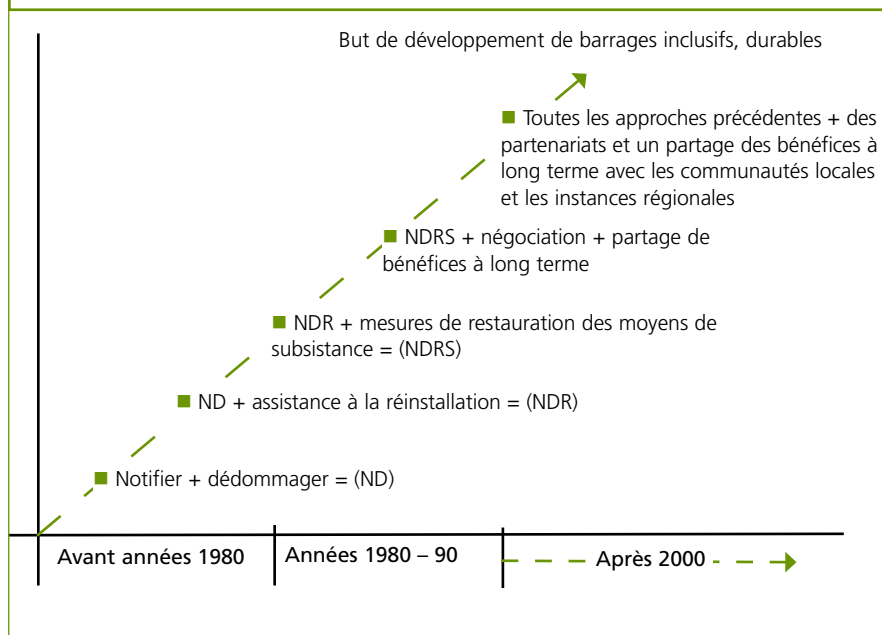 But de développement de barrages inclusifs, durables
■ Toutes les approches précédentes + des
partenariats et un partage des bénéfices à
long terme avec les communautés locales
et les instances régionales
■ NDRS + négociation + partage de
bénéfices à long terme
■ NDR + mesures de restauration des moyens de
subsistance = (NDRS)
■ ND + assistance à la réinstallation = (NDR)
■ Notifier + dédommager = (ND)
Avant années 1980
Années 1980 – 90
Après 2000